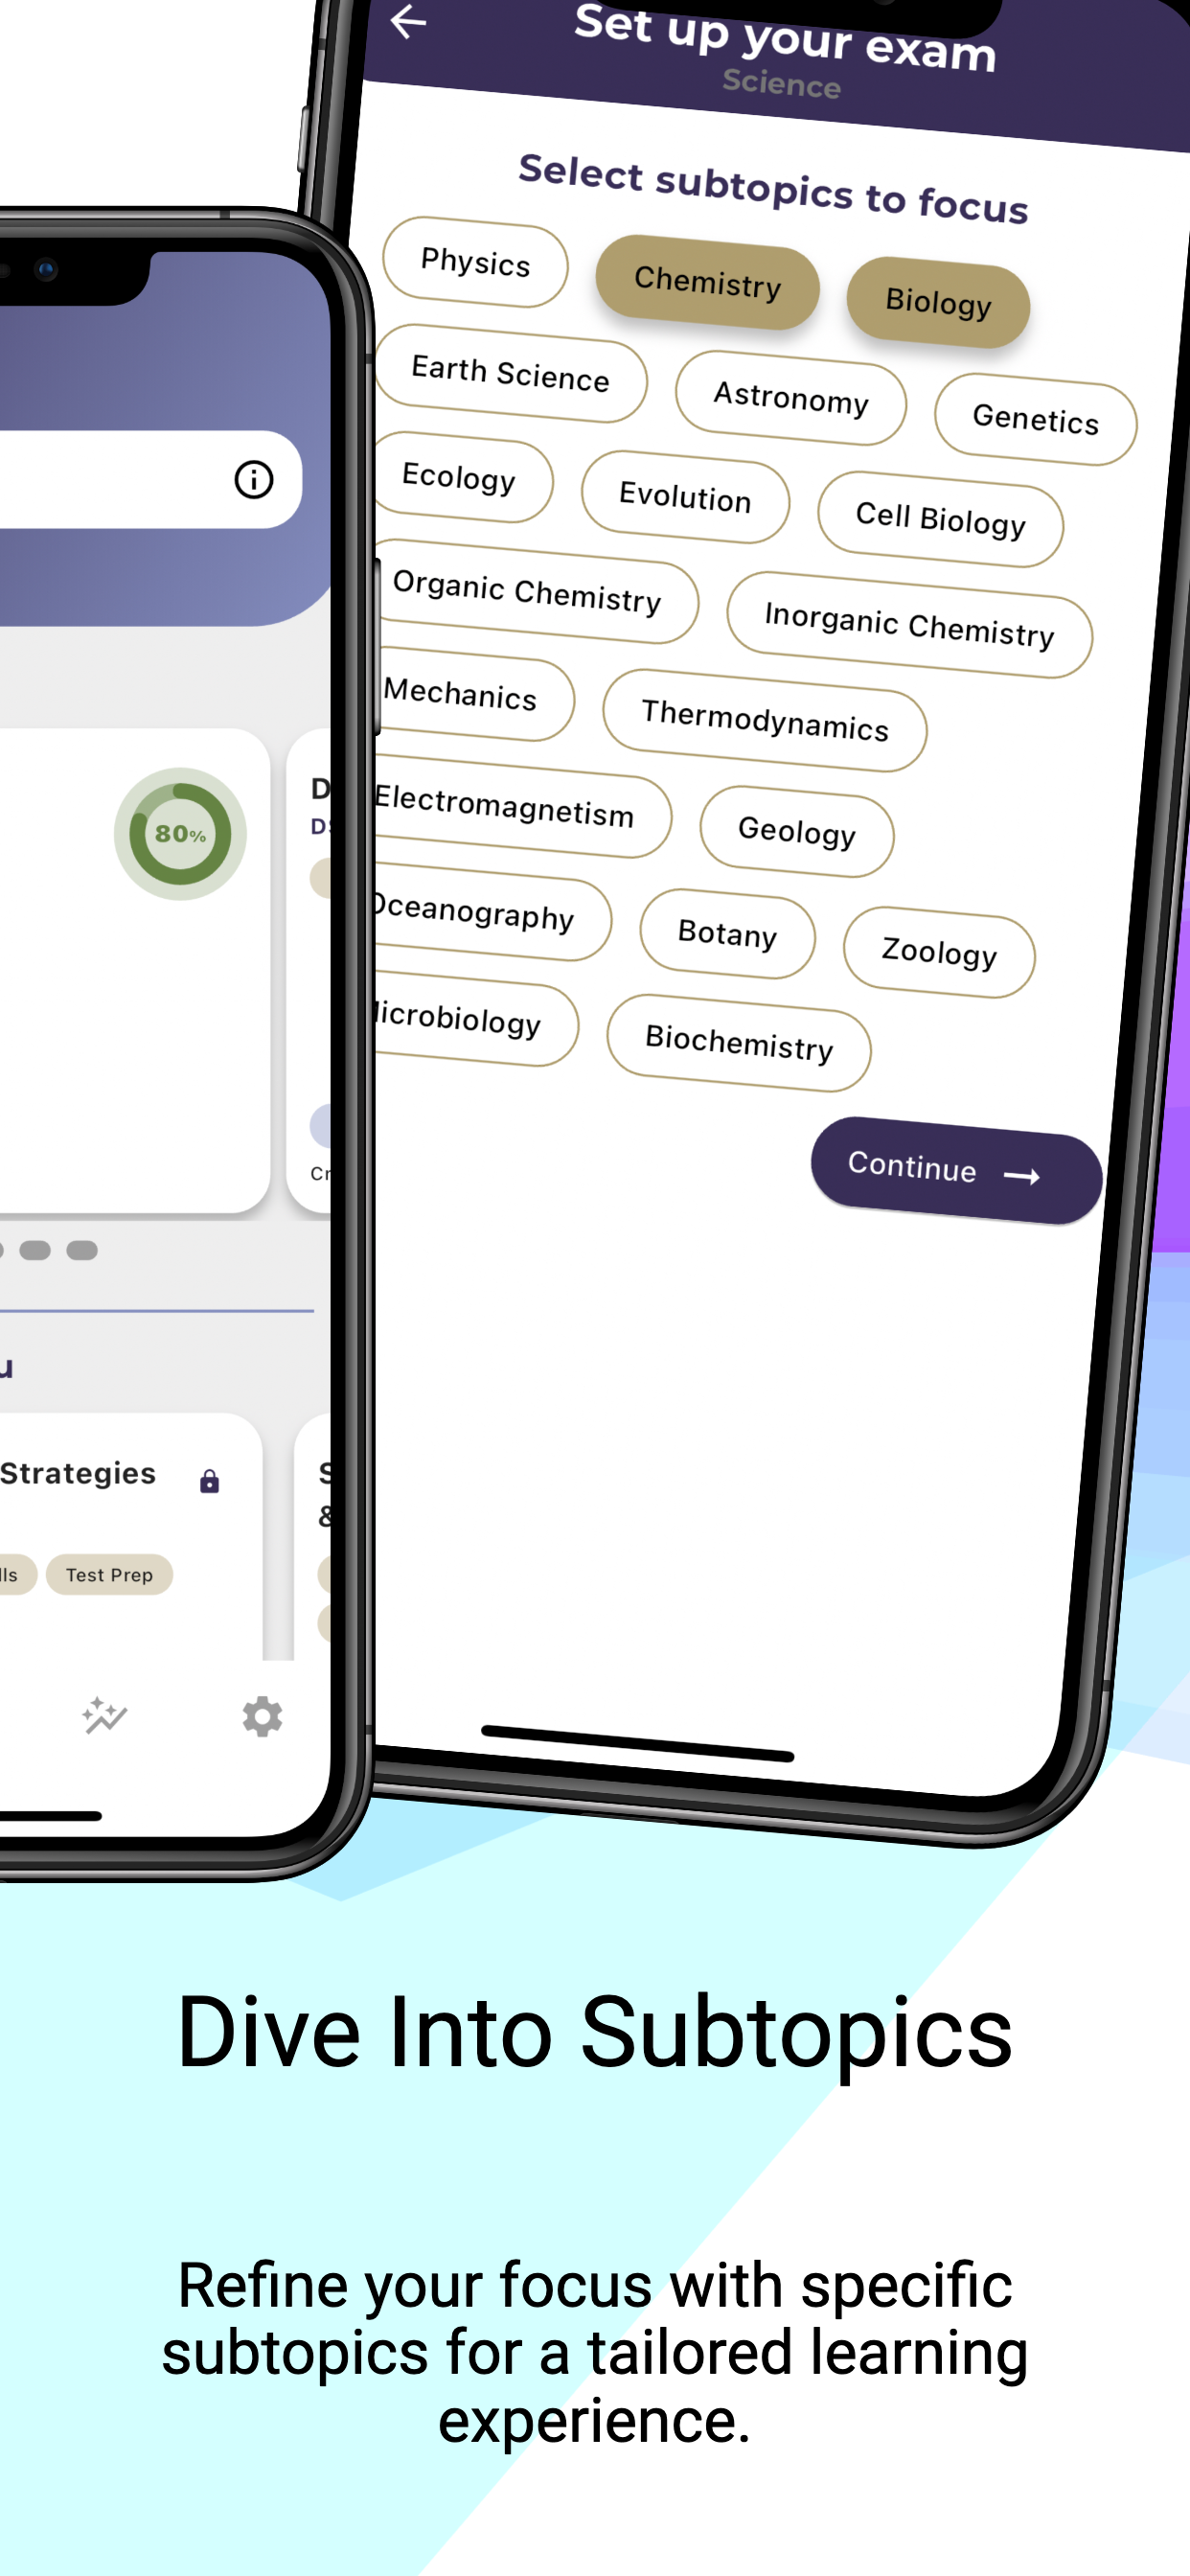 Set up your exam
Science
Select subtopics to focus
Physics
Chemistry
Biology
Earth Science
Astronomy
Genetics
Ecology
Evolution
Cell Biology
Organic Chemistry
Inorganic Chemistry
Mechanics
Thermodynamics
Electromagnetism
Geology
Oceanography
Botany
Zoology
Microbiology
Biochemistry
Continue
80%
Strategies
&
Test Prep
Dive Into Subtopics
Refine your focus with specific
subtopics for a tailored learning
experience.